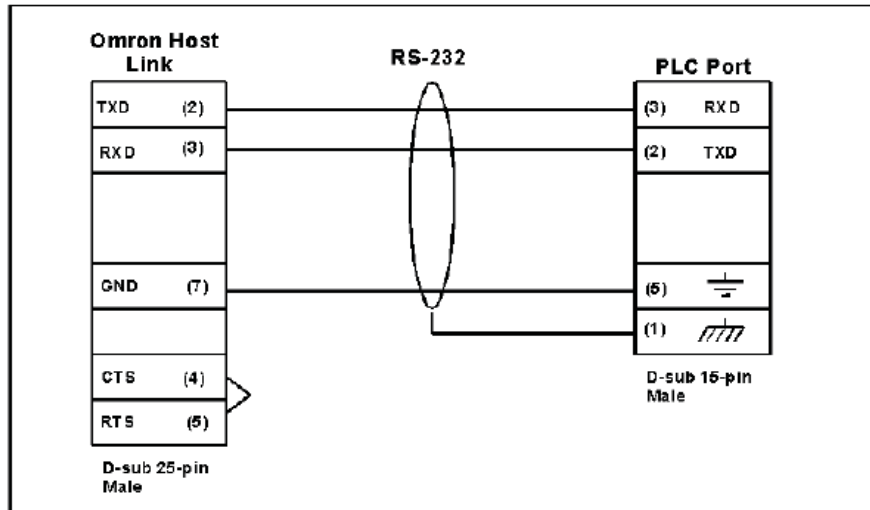 Omron Host
Link
RS-232
PLC Port
TXD (2)
(3) RXD
RXD (3)
(2) TXD
GND (7)
(5)
(1)
CTS (4)
RTS (5)
D-sub 15-pin
Male
D-sub 25-pin
Male